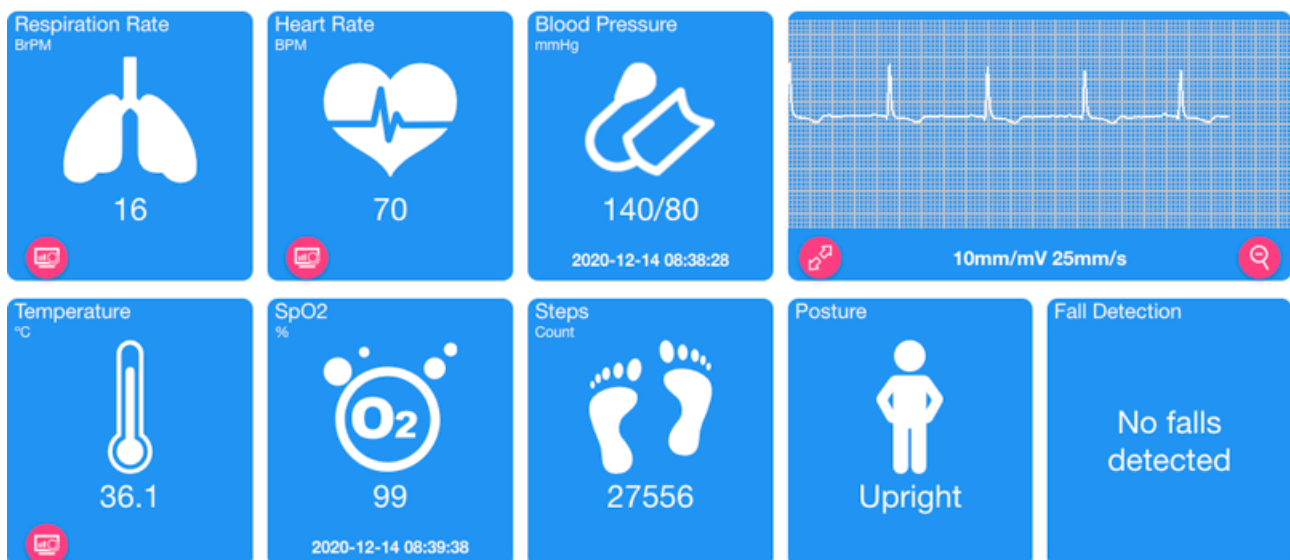 Respiration Rate
BrPM
16
Heart Rate
BPM
70
Blood Pressure
mmHg
140/80
2020-12-14 08:38:28
10mm/mV 25mm/s
Temperature
°C
36.1
SpO2
%
O2
99
2020-12-14 08:39:38
Steps
Count
27556
Posture
Upright
Fall Detection
No falls
detected